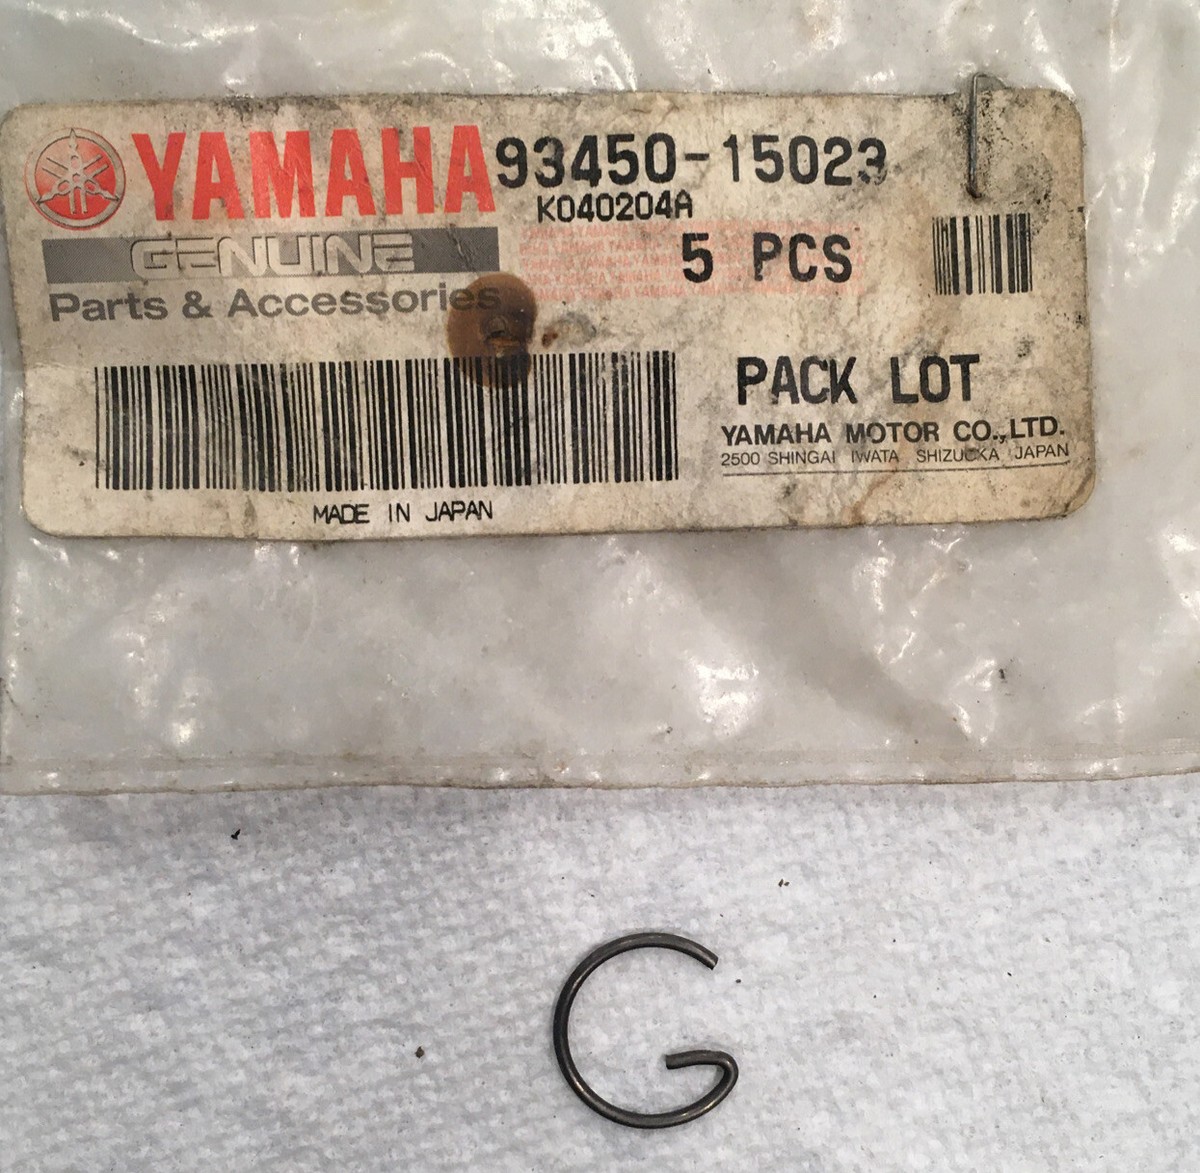 YAMAHA 93450-15023
K040204A
GENUINE 5 PCS
Parts & Accessories
PACK LOT
YAMAHA MOTOR CO.,LTD.
2500 SHINGAI IWATA SHIZUOKA JAPAN
MADE IN JAPAN